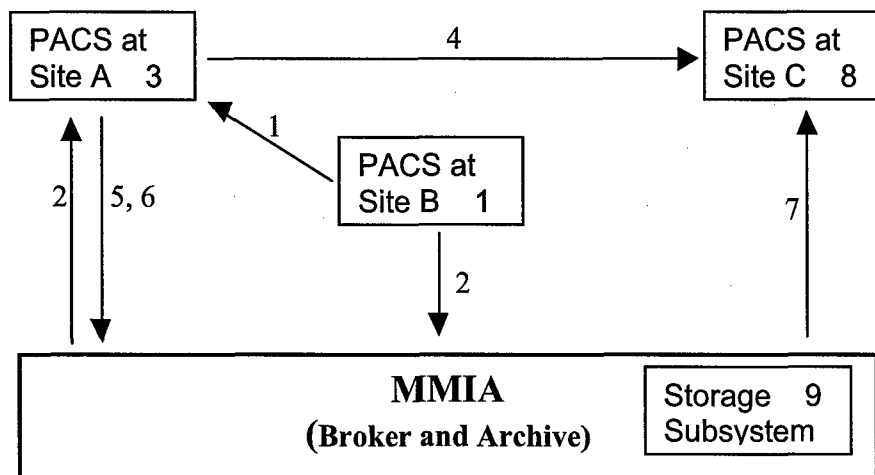 PACS at
Site A 3
4
PACS at
Site C 8
1
PACS at
Site B 1
2
5, 6
7
2
MMIA
(Broker and Archive)
Storage 9
Subsystem